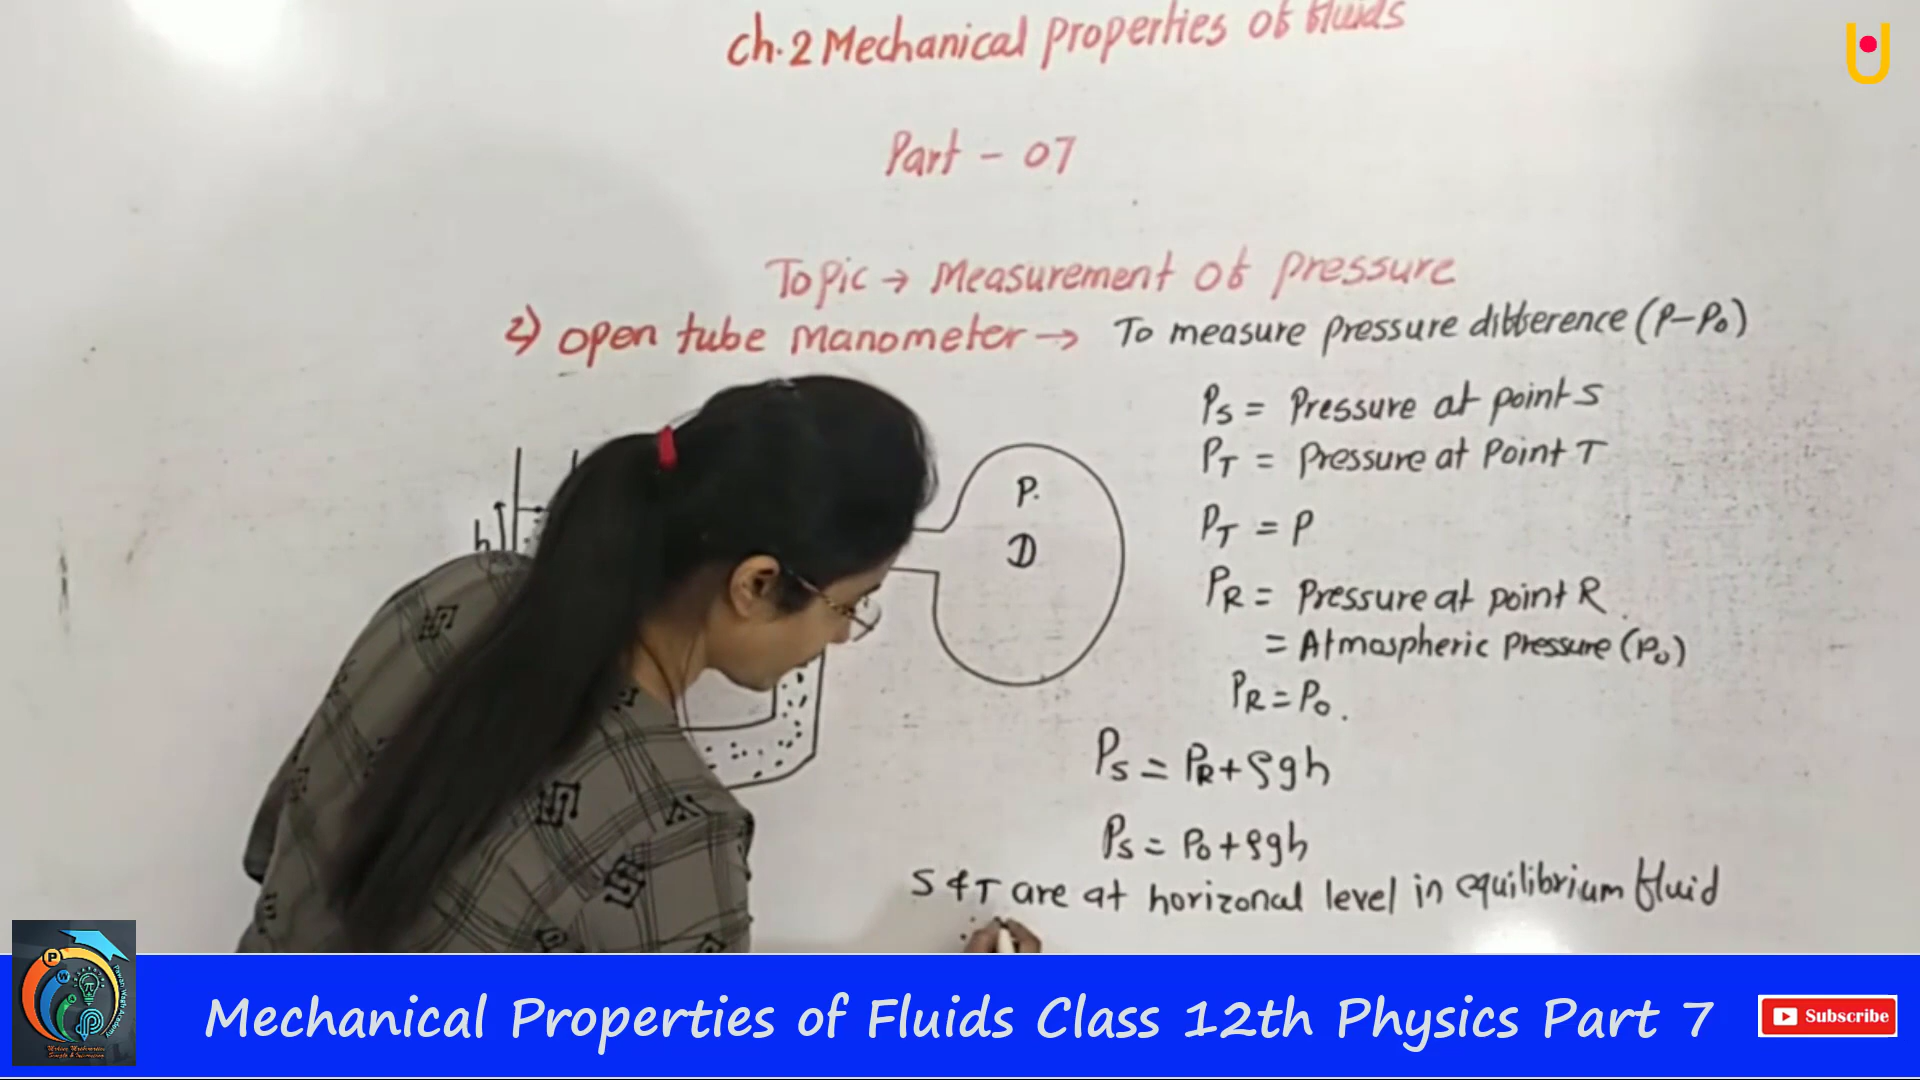 Ch.2 Mechanical properties of fluids
Part - 07
Topic → Measurement of pressure
2) open tube manometer → To measure pressure difference (P-P₀)
Pₛ = Pressure at point S
P_T = Pressure at Point T
P_T = P
P_R = Pressure at point R
= Atmospheric Pressure (P₀)
P_R = P₀.
Pₛ = P_R + ρgh
Pₛ = P₀ + ρgh
S & T are at horizonal level in equilibrium fluid
h
P.
D
Mechanical Properties of Fluids Class 12th Physics Part 7
Subscribe